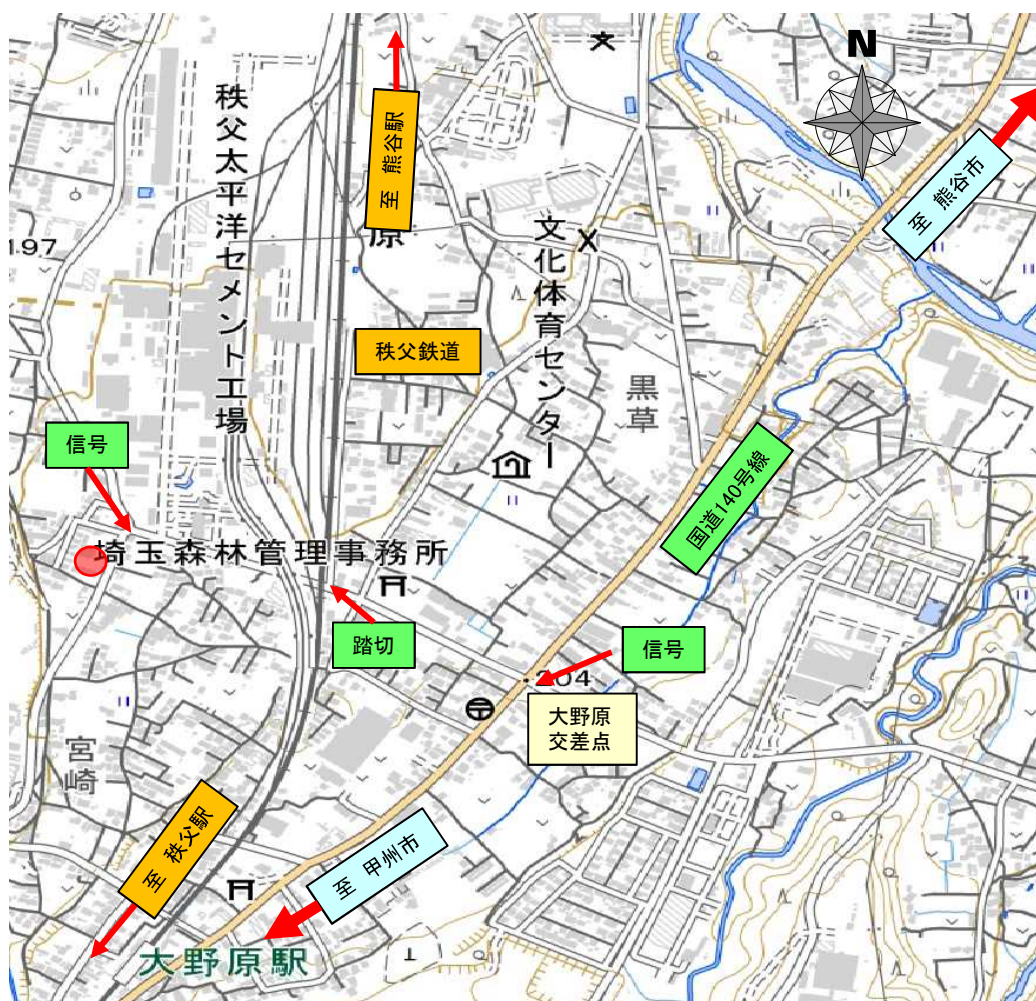 N
至 熊谷駅
原
秩父太平洋セメント工場
文化体育センター
至 熊谷市
197
秩父鉄道
黒草
信号
国道140号線
埼玉森林管理事務所
踏切
信号
204
大野原
交差点
宮崎
至 秩父駅
至 甲州市
大野原駅